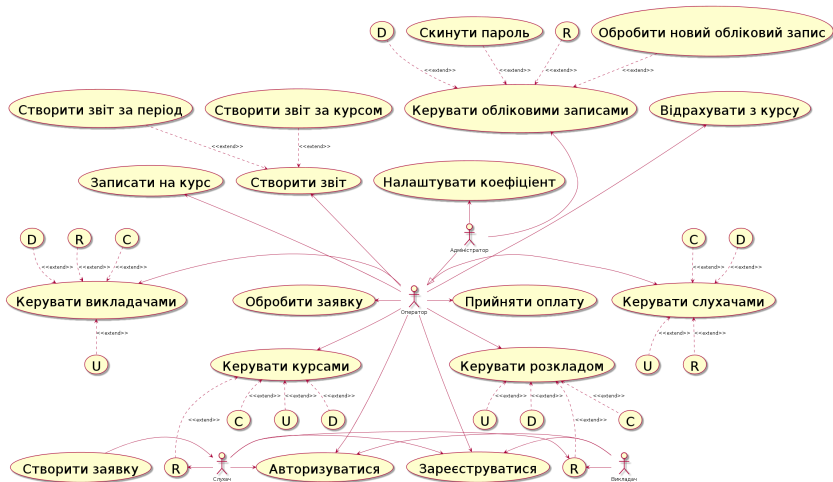 D
Скинути пароль
R
Обробити новий обліковий запис
<<extend>>
<<extend>>
<<extend>>
<<extend>>
Створити звіт за період
Створити звіт за курсом
Керувати обліковими записами
Відрахувати з курсу
<<extend>>
<<extend>>
Записати на курс
Створити звіт
Налаштувати коефіціент
Адміністратор
D
R
C
C
D
<<extend>>
<<extend>>
<<extend>>
<<extend>>
<<extend>>
Керувати викладачами
Обробити заявку
Оператор
Прийняти оплату
Керувати слухачами
<<extend>>
<<extend>>
<<extend>>
U
Керувати курсами
Керувати розкладом
U
R
<<extend>>
<<extend>>
<<extend>>
<<extend>>
<<extend>>
<<extend>>
<<extend>>
<<extend>>
C
U
D
U
D
C
Створити заявку
R
Слухач
Авторизуватися
Зареєструватися
R
Викладач